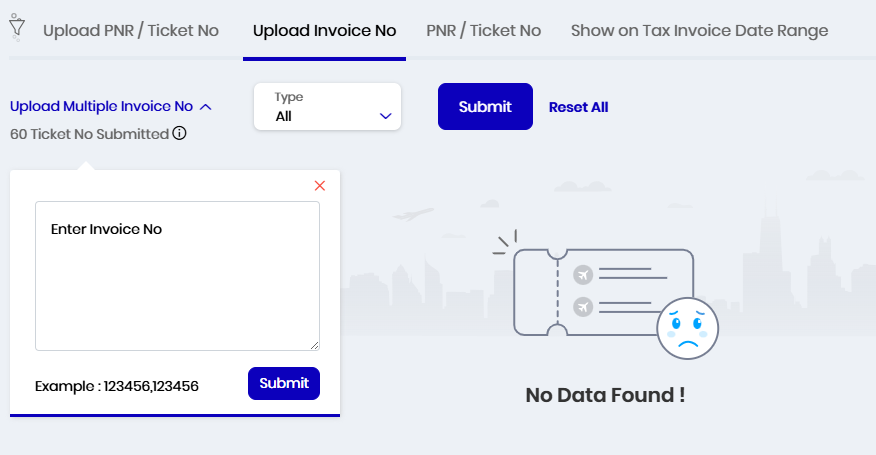 Upload PNR / Ticket No
Upload Invoice No
PNR / Ticket No
Show on Tax Invoice Date Range
Upload Multiple Invoice No
60 Ticket No Submitted
Type
All
Submit
Reset All
Enter Invoice No
Example : 123456,123456
Submit
No Data Found !